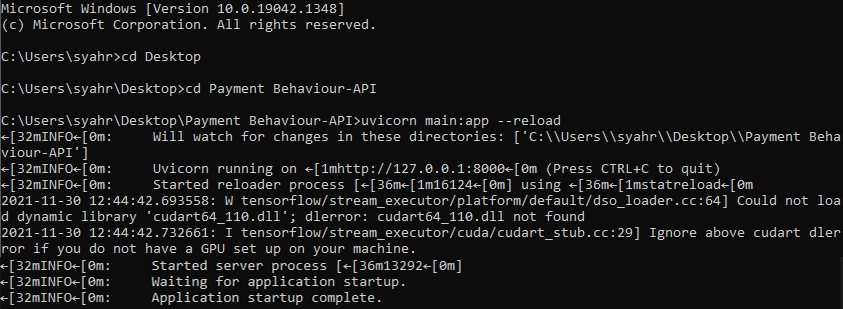 Microsoft Windows [Version 10.0.19042.1348]
(c) Microsoft Corporation. All rights reserved.
C:\Users\syahr>cd Desktop
C:\Users\syahr\Desktop>cd Payment Behaviour-API
C:\Users\syahr\Desktop\Payment Behaviour-API>uvicorn main:app --reload
←[32mINFO←[0m:     Will watch for changes in these directories: ['C:\\Users\\syahr\\Desktop\\Payment Beha
viour-API']
←[32mINFO←[0m:     Uvicorn running on ←[1mhttp://127.0.0.1:8000←[0m (Press CTRL+C to quit)
←[32mINFO←[0m:     Started reloader process [←[36m←[1m16124←[0m] using ←[36m←[1mstatreload←[0m
2021-11-30 12:44:42.693558: W tensorflow/stream_executor/platform/default/dso_loader.cc:64] Could not loa
d dynamic library 'cudart64_110.dll'; dlerror: cudart64_110.dll not found
2021-11-30 12:44:42.732661: I tensorflow/stream_executor/cuda/cudart_stub.cc:29] Ignore above cudart dler
ror if you do not have a GPU set up on your machine.
←[32mINFO←[0m:     Started server process [←[36m13292←[0m]
←[32mINFO←[0m:     Waiting for application startup.
←[32mINFO←[0m:     Application startup complete.